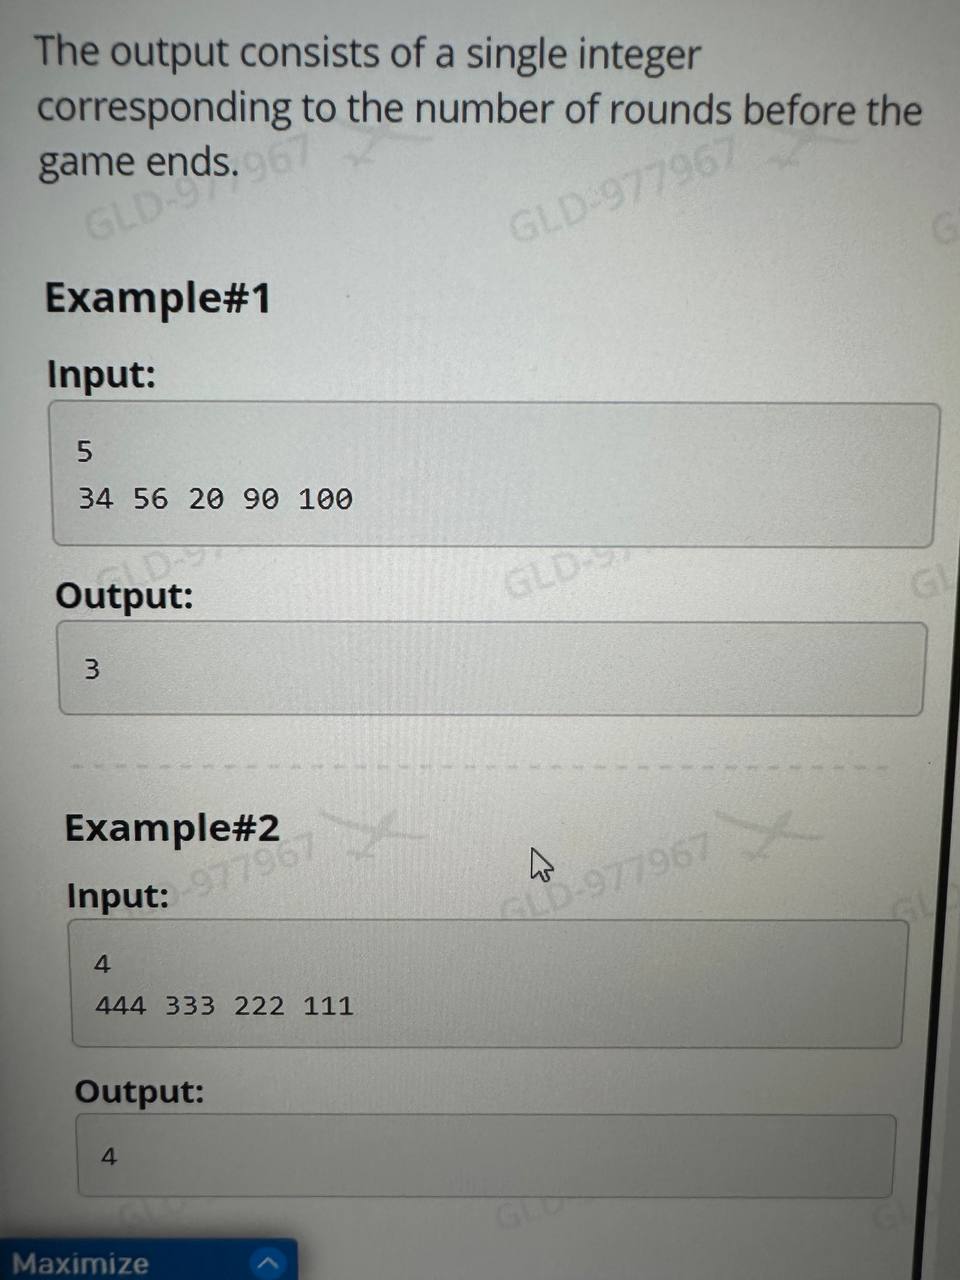 The output consists of a single integer
corresponding to the number of rounds before the
game ends.
GLD-977967
GLD-977967
Example#1
Input:
5
34 56 20 90 100
Output:
3
Example#2
GLD-977967
Input:
4
444 333 222 111
Output:
4
Maximize